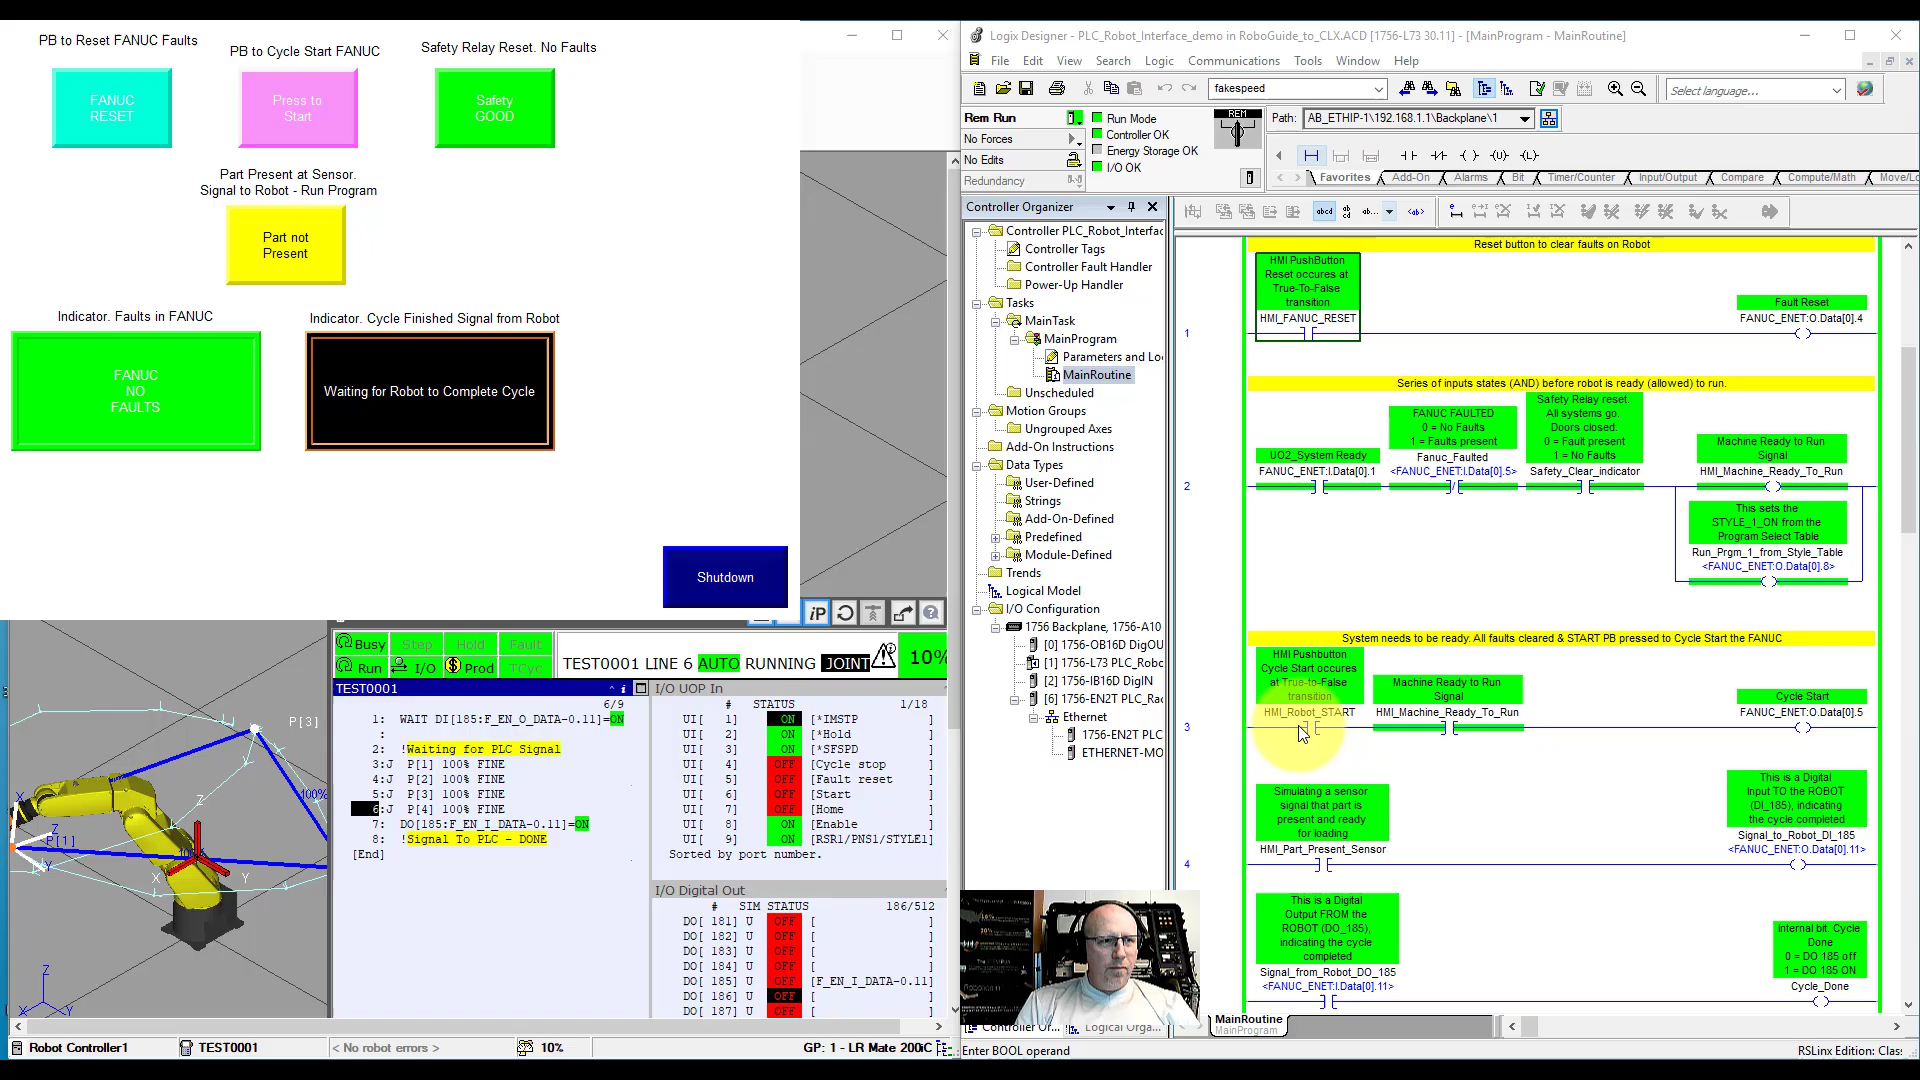 PB to Reset FANUC Faults
PB to Cycle Start FANUC
Safety Relay Reset. No Faults
FANUC
RESET
Press to
Start
Safety
GOOD
Part Present at Sensor.
Signal to Robot - Run Program
Part not
Present
Indicator. Faults in FANUC
Indicator. Cycle Finished Signal from Robot
FANUC
NO
FAULTS
Waiting for Robot to Complete Cycle
Shutdown
iP
Busy Step Hold Fault
Run I/O Prod TCyc
TEST0001 LINE 6 AUTO RUNNING JOINT
10%
TEST0001
6/9
1: WAIT DI[185:F_EN_O_DATA-0.11]=ON
:
2: !Waiting for PLC Signal
3:J P[1] 100% FINE
4:J P[2] 100% FINE
5:J P[3] 100% FINE
6:J P[4] 100% FINE
7: DO[185:F_EN_I_DATA-0.11]=ON
8: !Signal To PLC - DONE
[End]
I/O UOP In
# STATUS 1/18
UI[ 1] ON [*IMSTP ]
UI[ 2] ON [*Hold ]
UI[ 3] ON [*SFSPD ]
UI[ 4] OFF [Cycle stop ]
UI[ 5] OFF [Fault reset ]
UI[ 6] OFF [Start ]
UI[ 7] OFF [Home ]
UI[ 8] ON [Enable ]
UI[ 9] ON [RSR1/PNS1/STYLE1]
Sorted by port number.
I/O Digital Out
# SIM STATUS 186/512
DO[ 181] U OFF [ ]
DO[ 182] U OFF [ ]
DO[ 183] U OFF [ ]
DO[ 184] U OFF [ ]
DO[ 185] U OFF [F_EN_I_DATA-0.11]
DO[ 186] U OFF [ ]
DO[ 187] U OFF [ ]
P[3]
100%
P[1]
Z
X
Y
Robot Controller1
TEST0001
< No robot errors >
10%
GP: 1 - LR Mate 200iC
Logix Designer - PLC_Robot_Interface_demo in RoboGuide_to_CLX.ACD [1756-L73 30.11] - [MainProgram - MainRoutine]
File Edit View Search Logic Communications Tools Window Help
fakespeed
Select language...
Rem Run
No Forces
No Edits
Redundancy
Run Mode
Controller OK
Energy Storage OK
I/O OK
REM
Path: AB_ETHIP-1\192.168.1.1\Backplane\1
Favorites Add-On Alarms Bit Timer/Counter Input/Output Compare Compute/Math Move/Lo
Controller Organizer
Controller PLC_Robot_Interfac
Controller Tags
Controller Fault Handler
Power-Up Handler
Tasks
MainTask
MainProgram
Parameters and Lo
MainRoutine
Unscheduled
Motion Groups
Ungrouped Axes
Add-On Instructions
Data Types
User-Defined
Strings
Add-On-Defined
Predefined
Module-Defined
Trends
Logical Model
I/O Configuration
1756 Backplane, 1756-A10
[0] 1756-OB16D DigOU
[1] 1756-L73 PLC_Robo
[2] 1756-IB16D DigIN
[6] 1756-EN2T PLC_Ra
Ethernet
1756-EN2T PLC
ETHERNET-MO
Controller Or...
Logical Orga...
Reset button to clear faults on Robot
HMI PushButton
Reset occures at
True-To-False
transition
HMI_FANUC_RESET
Fault Reset
FANUC_ENET:O.Data[0].4
1
Series of inputs states (AND) before robot is ready (allowed) to run.
UO2_System Ready
FANUC_ENET:I.Data[0].1
FANUC FAULTED
0 = No Faults
1 = Faults present
Fanuc_Faulted
<FANUC_ENET:I.Data[0].5>
Safety Relay reset.
All systems go.
Doors closed.
0 = Fault present
1 = No Faults
Safety_Clear_indicator
Machine Ready to Run
Signal
HMI_Machine_Ready_To_Run
2
This sets the
STYLE_1_ON from the
Program Select Table
Run_Prgm_1_from_Style_Table
<FANUC_ENET:O.Data[0].8>
System needs to be ready. All faults cleared & START PB pressed to Cycle Start the FANUC
HMI Pushbutton
Cycle Start occures
at True-to-False
transition
HMI_Robot_START
Machine Ready to Run
Signal
HMI_Machine_Ready_To_Run
Cycle Start
FANUC_ENET:O.Data[0].5
3
Simulating a sensor
signal that part is
present and ready
for loading
HMI_Part_Present_Sensor
This is a Digital
Input TO the ROBOT
(DI_185), indicating
the cycle completed
Signal_to_Robot_DI_185
<FANUC_ENET:O.Data[0].11>
4
This is a Digital
Output FROM the
ROBOT (DO_185),
indicating the cycle
completed
Signal_from_Robot_DO_185
<FANUC_ENET:I.Data[0].11>
Internal bit. Cycle
Done
0 = DO 185 off
1 = DO 185 ON
Cycle_Done
MainRoutine
MainProgram
Enter BOOL operand
RSLinx Edition: Clas